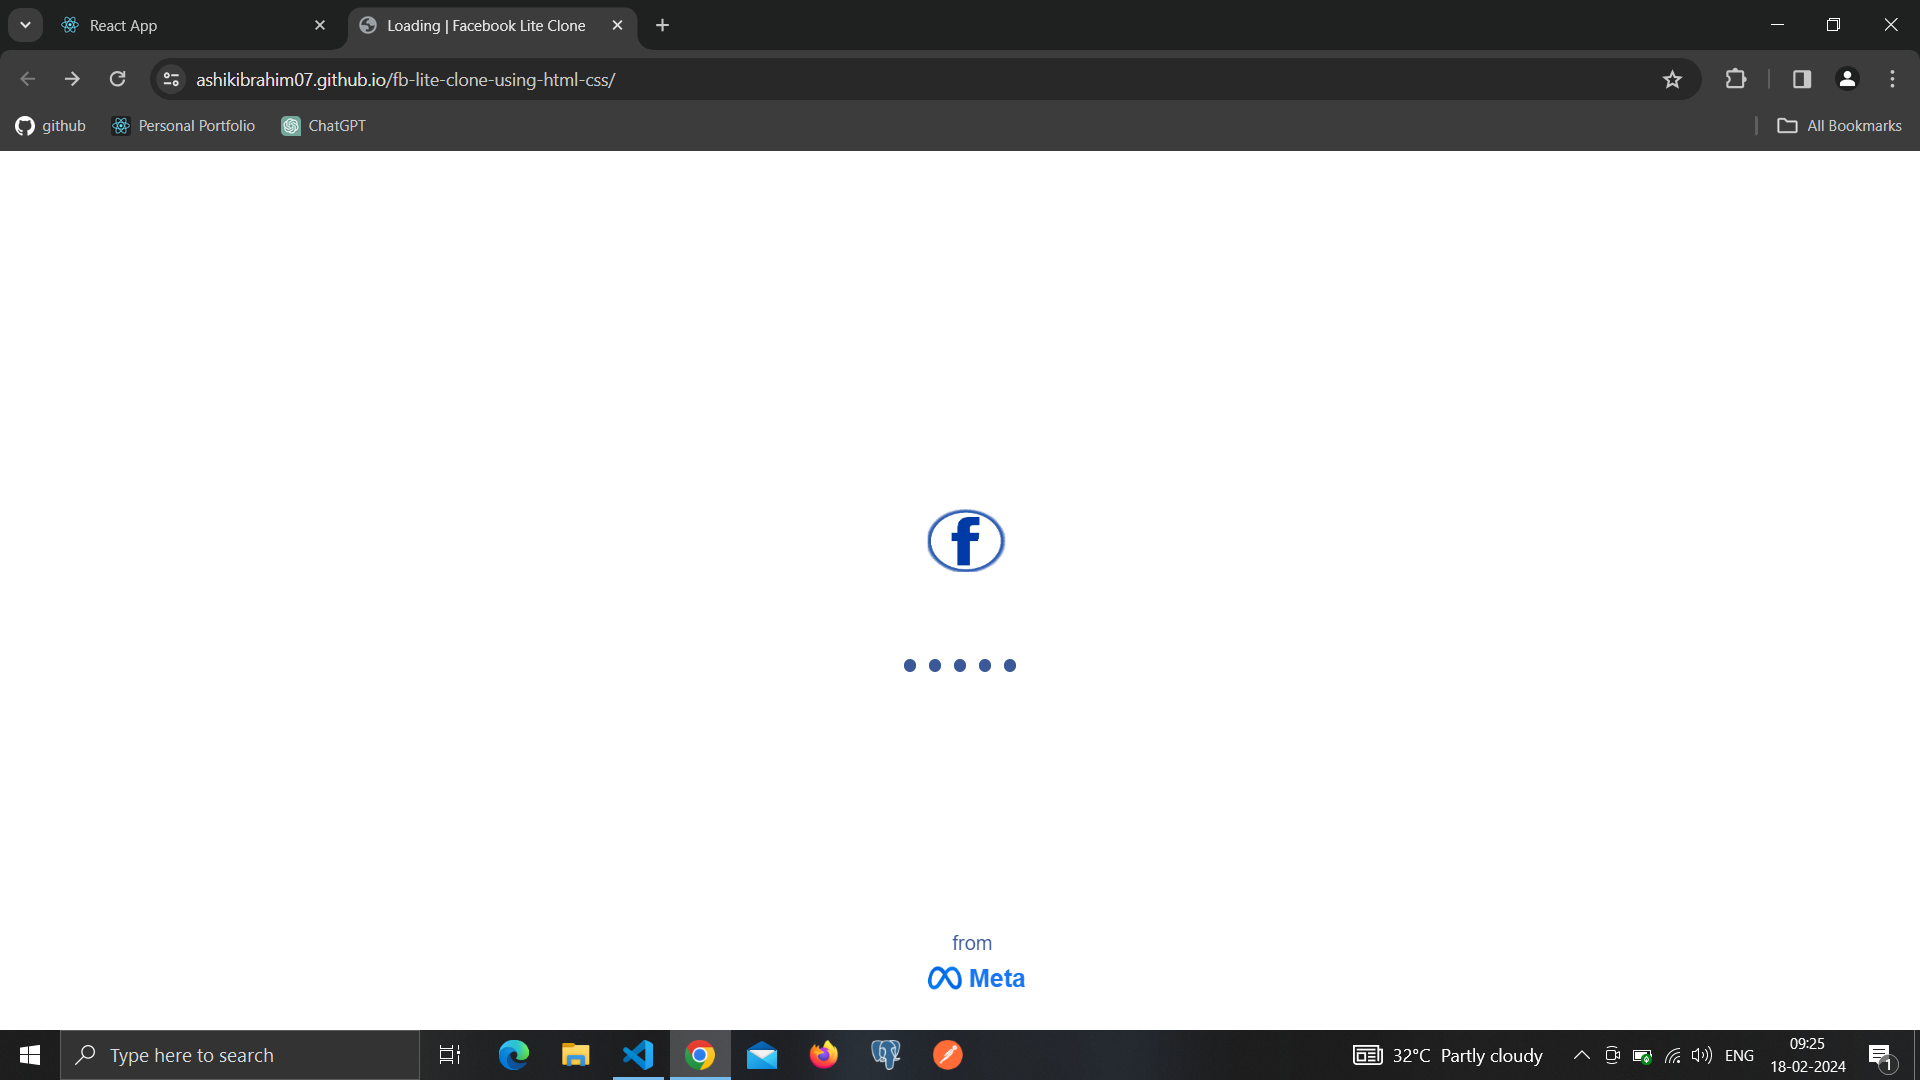 React App
Loading | Facebook Lite Clone
ashikibrahim07.github.io/fb-lite-clone-using-html-css/
github
Personal Portfolio
ChatGPT
All Bookmarks
f
from
Meta
Type here to search
32°C Partly cloudy
ENG
09:25
18-02-2024
1